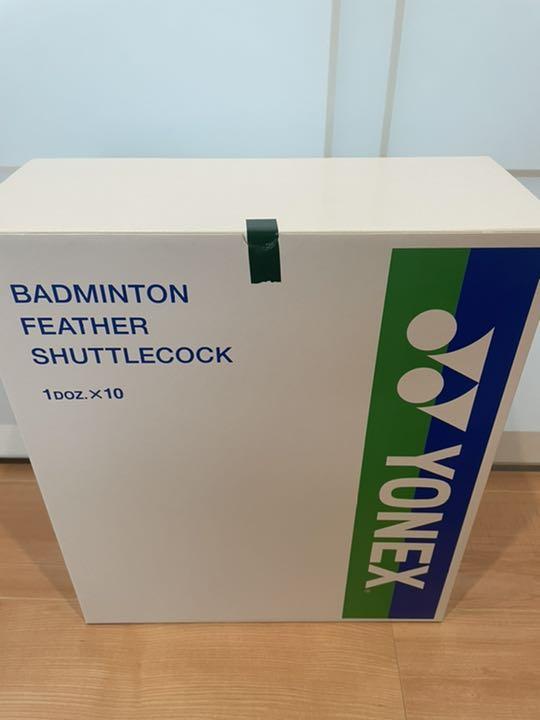 BADMINTON
FEATHER
SHUTTLECOCK
1DOZ.×10
YONEX